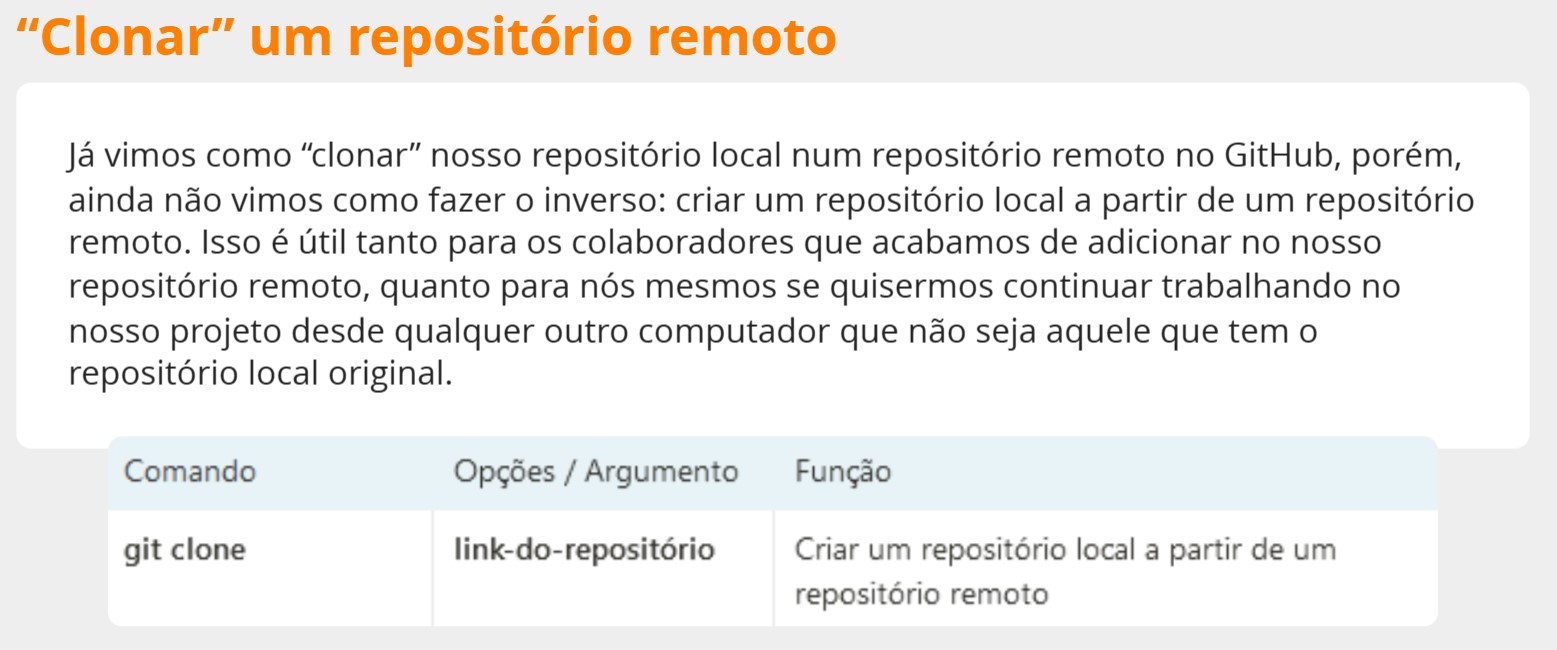 “Clonar” um repositório remoto
Já vimos como “clonar” nosso repositório local num repositório remoto no GitHub, porém,
ainda não vimos como fazer o inverso: criar um repositório local a partir de um repositório
remoto. Isso é útil tanto para os colaboradores que acabamos de adicionar no nosso
repositório remoto, quanto para nós mesmos se quisermos continuar trabalhando no
nosso projeto desde qualquer outro computador que não seja aquele que tem o
repositório local original.
Comando Opções / Argumento Função
git clone link-do-repositório Criar um repositório local a partir de um
repositório remoto